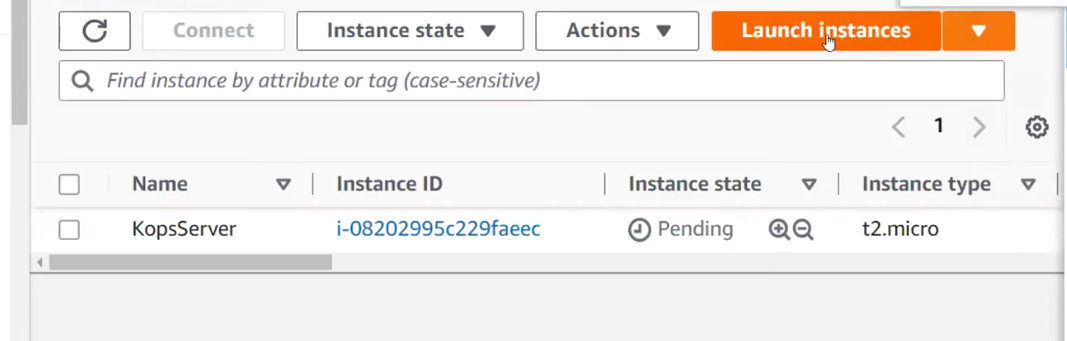 Connect Instance state Actions Launch instances
Find instance by attribute or tag (case-sensitive)
1
Name Instance ID Instance state Instance type
KopsServer i-08202995c229faeec Pending t2.micro